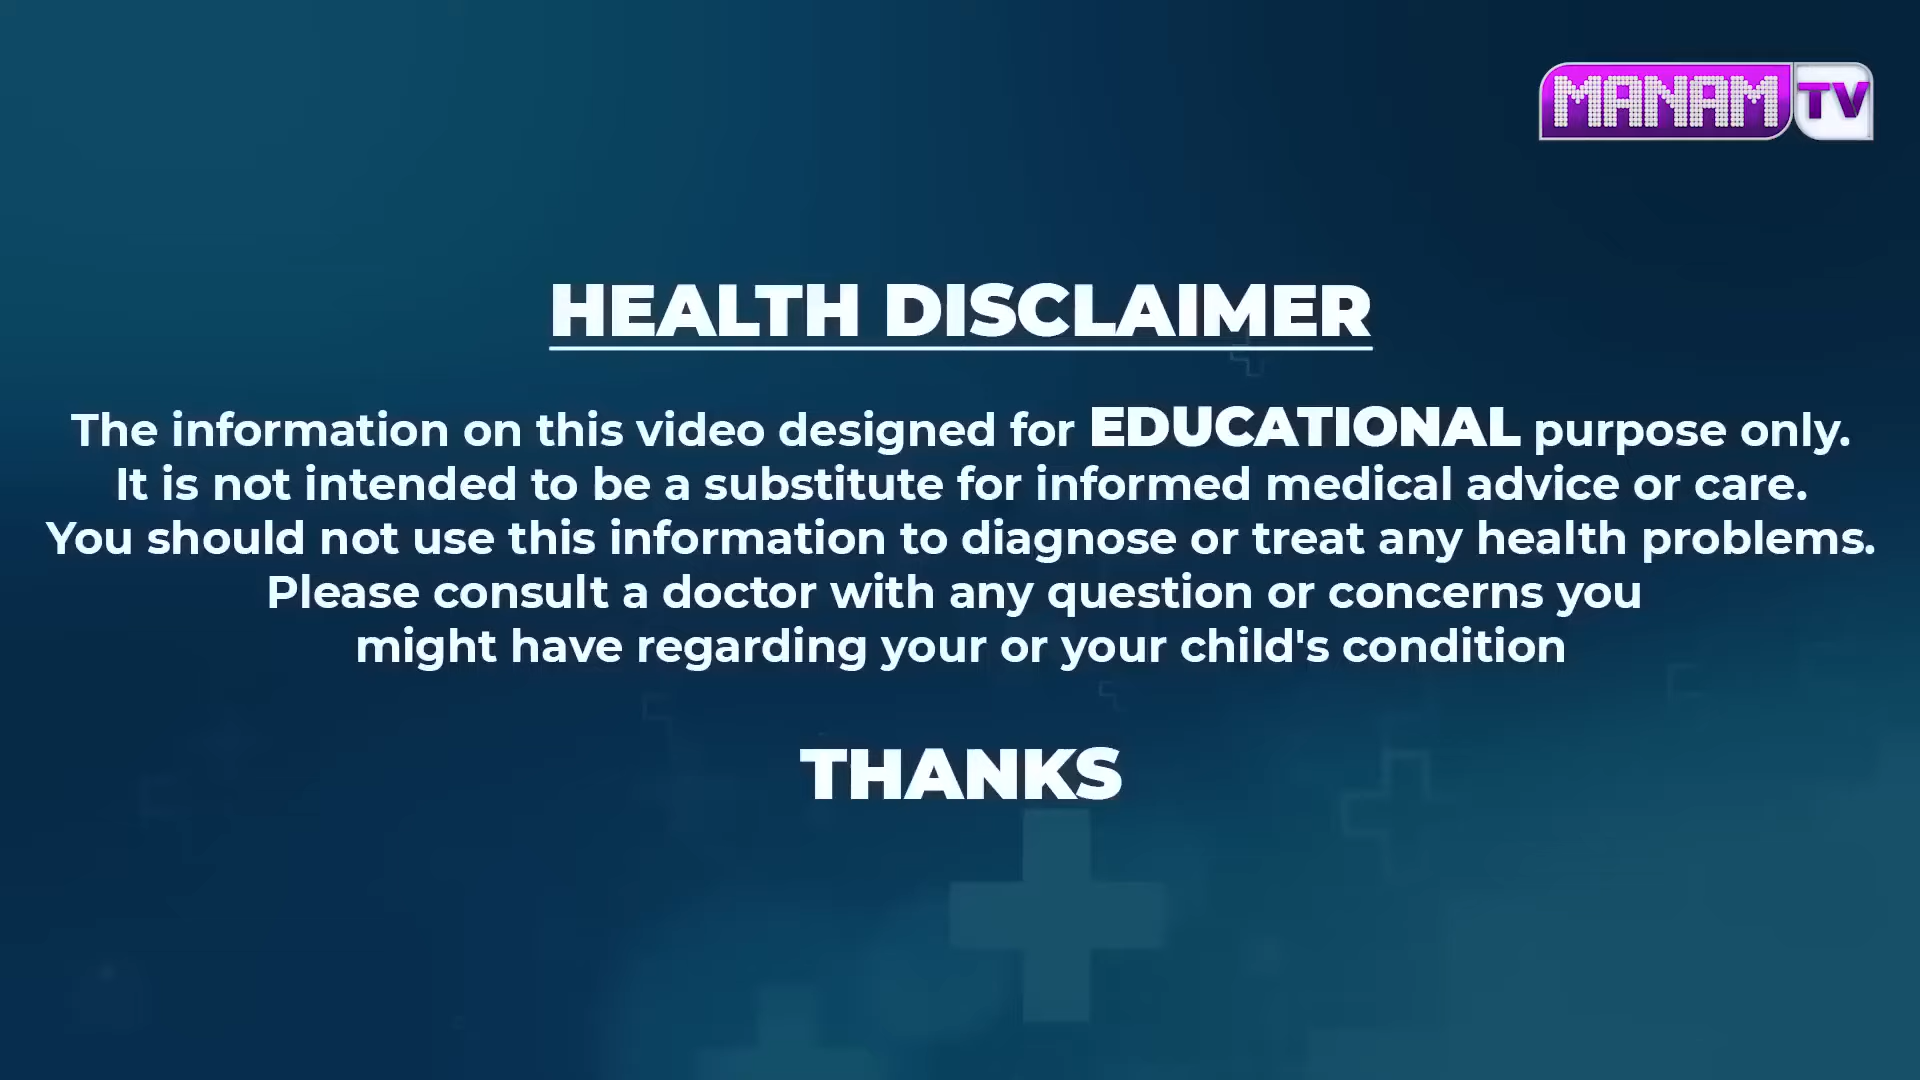 MANAM TV
HEALTH DISCLAIMER
The information on this video designed for EDUCATIONAL purpose only.
It is not intended to be a substitute for informed medical advice or care.
You should not use this information to diagnose or treat any health problems.
Please consult a doctor with any question or concerns you
might have regarding your or your child's condition
THANKS